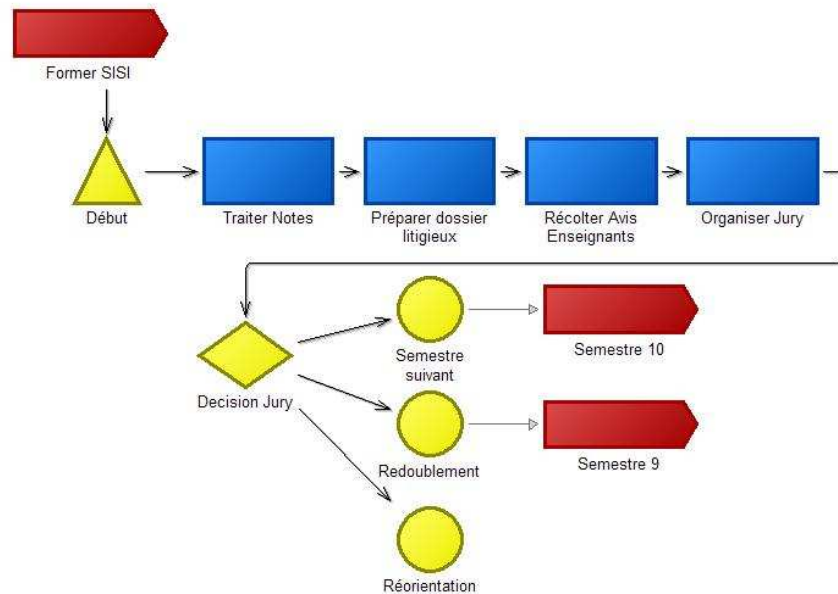 Former SISI
Début
Traiter Notes
Préparer dossier
litigieux
Récolter Avis
Enseignants
Organiser Jury
Decision Jury
Semestre
suivant
Semestre 10
Redoublement
Semestre 9
Réorientation